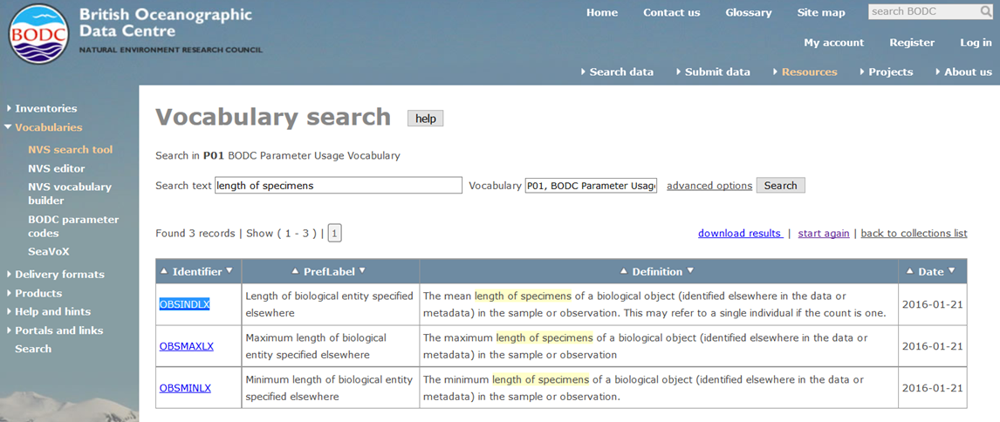 BODC
British Oceanographic
Data Centre
NATURAL ENVIRONMENT RESEARCH COUNCIL
Home Contact us Glossary Site map search BODC
My account Register Log in
Search data Submit data Resources Projects About us
Inventories
Vocabularies
NVS search tool
NVS editor
NVS vocabulary
builder
BODC parameter
codes
SeaVoX
Delivery formats
Products
Help and hints
Portals and links
Search
Vocabulary search help
Search in P01 BODC Parameter Usage Vocabulary
Search text length of specimens Vocabulary P01, BODC Parameter Usag advanced options Search
Found 3 records | Show ( 1 - 3 ) | 1
download results | start again | back to collections list
Identifier PrefLabel Definition Date
OBSINDLX
Length of biological entity specified
elsewhere
The mean length of specimens of a biological object (identified elsewhere in the data or
metadata) in the sample or observation. This may refer to a single individual if the count is one.
2016-01-21
OBSMAXLX
Maximum length of biological
entity specified elsewhere
The maximum length of specimens of a biological object (identified elsewhere in the data or
metadata) in the sample or observation
2016-01-21
OBSMINLX
Minimum length of biological entity
specified elsewhere
The minimum length of specimens of a biological object (identified elsewhere in the data or
metadata) in the sample or observation.
2016-01-21